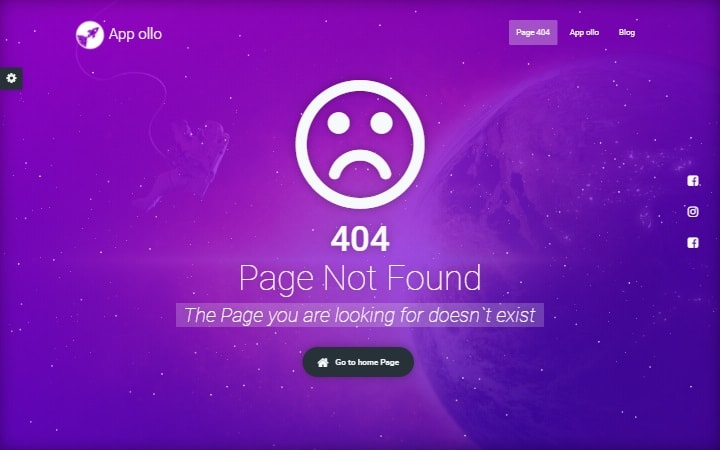 App ollo
Page 404 App ollo Blog
404
Page Not Found
The Page you are looking for doesn`t exist
Go to home Page